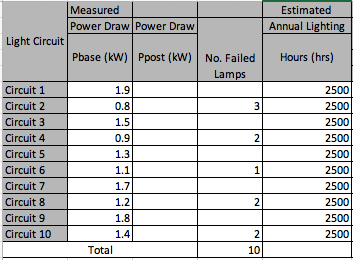 Measured Estimated
Light Circuit Power Draw Power Draw Annual Lighting
Pbase (kW) Ppost (kW) No. Failed Lamps Hours (hrs)
Circuit 1 1.9 2500
Circuit 2 0.8 3 2500
Circuit 3 1.5 2500
Circuit 4 0.9 2 2500
Circuit 5 1.3 2500
Circuit 6 1.1 1 2500
Circuit 7 1.7 2500
Circuit 8 1.2 2 2500
Circuit 9 1.8 2500
Circuit 10 1.4 2 2500
Total 10